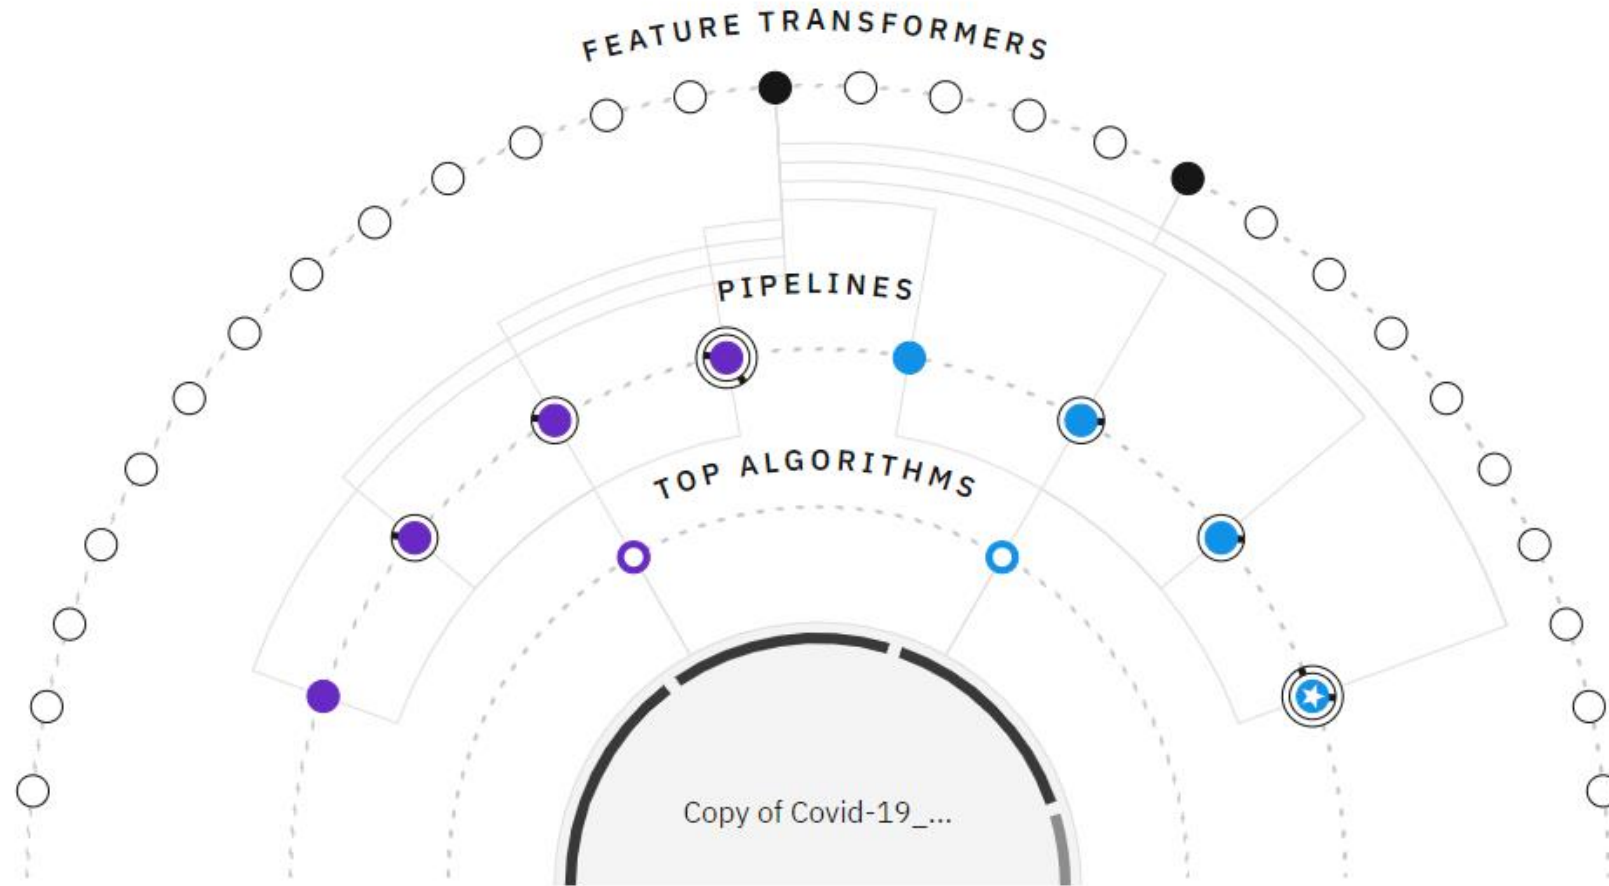 FEATURE TRANSFORMERS
PIPELINES
TOP ALGORITHMS
Copy of Covid-19_...